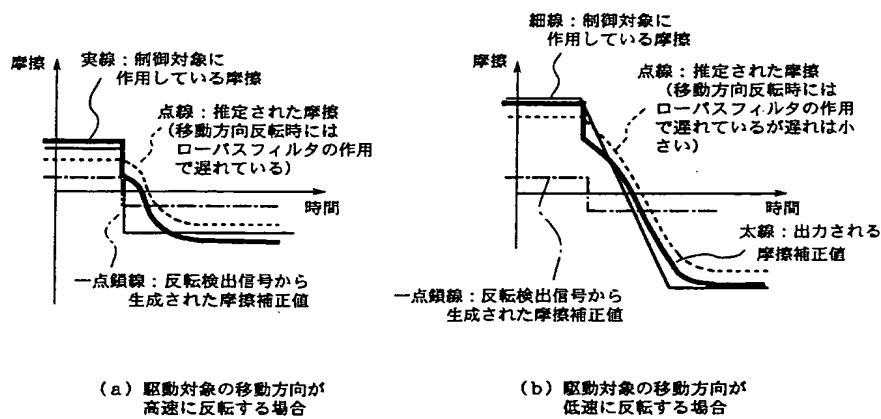 摩擦
実線：制御対象に
作用している摩擦
点線：推定された摩擦
（移動方向反転時には
ローパスフィルタの作用
で遅れている）
時間
一点鎖線：反転検出信号から
生成された摩擦補正値
（a）駆動対象の移動方向が
高速に反転する場合
細線：制御対象に
作用している摩擦
摩擦
点線：推定された摩擦
（移動方向反転時には
ローパスフィルタの作用
で遅れているが遅れは小
さい）
時間
太線：出力される
摩擦補正値
一点鎖線：反転検出信号から
生成された摩擦補正値
（b）駆動対象の移動方向が
低速に反転する場合